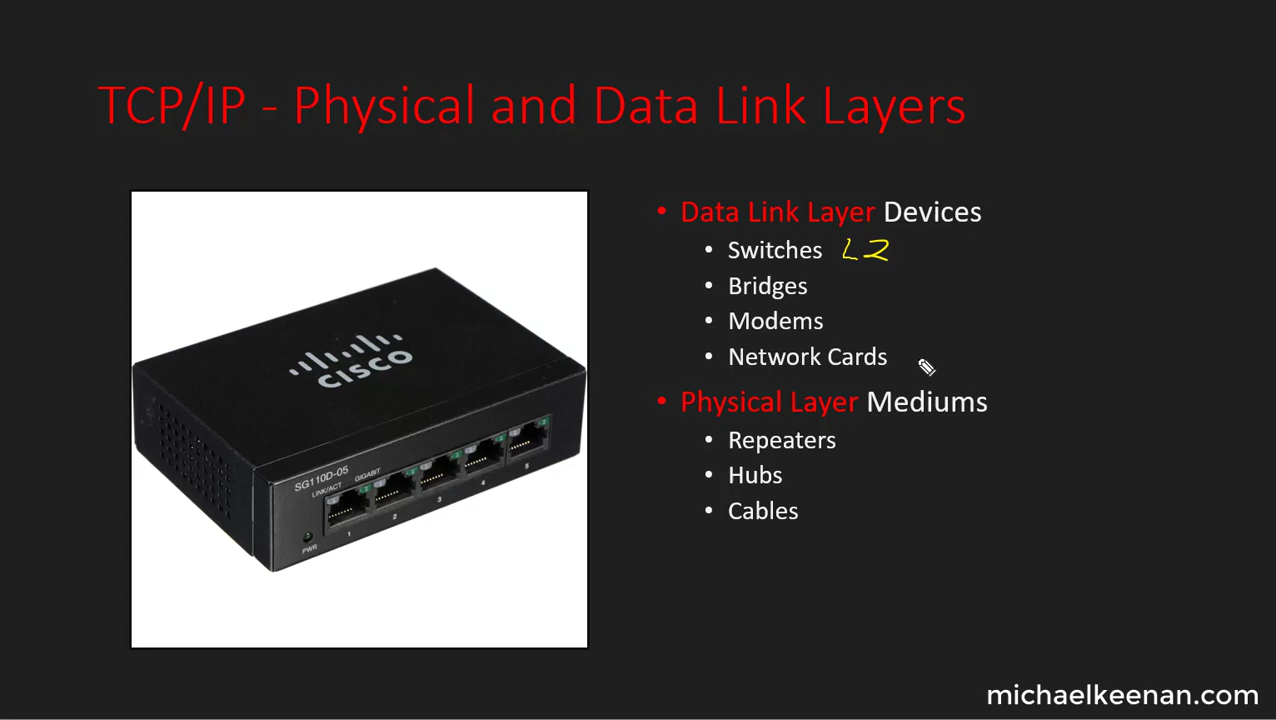 TCP/IP - Physical and Data Link Layers
• Data Link Layer Devices
• Switches L2
• Bridges
• Modems
• Network Cards
• Physical Layer Mediums
• Repeaters
• Hubs
• Cables
CISCO
SG110D-05
LINK/ACT GIGABIT
1 2 3 4 5
PWR
michaelkeenan.com